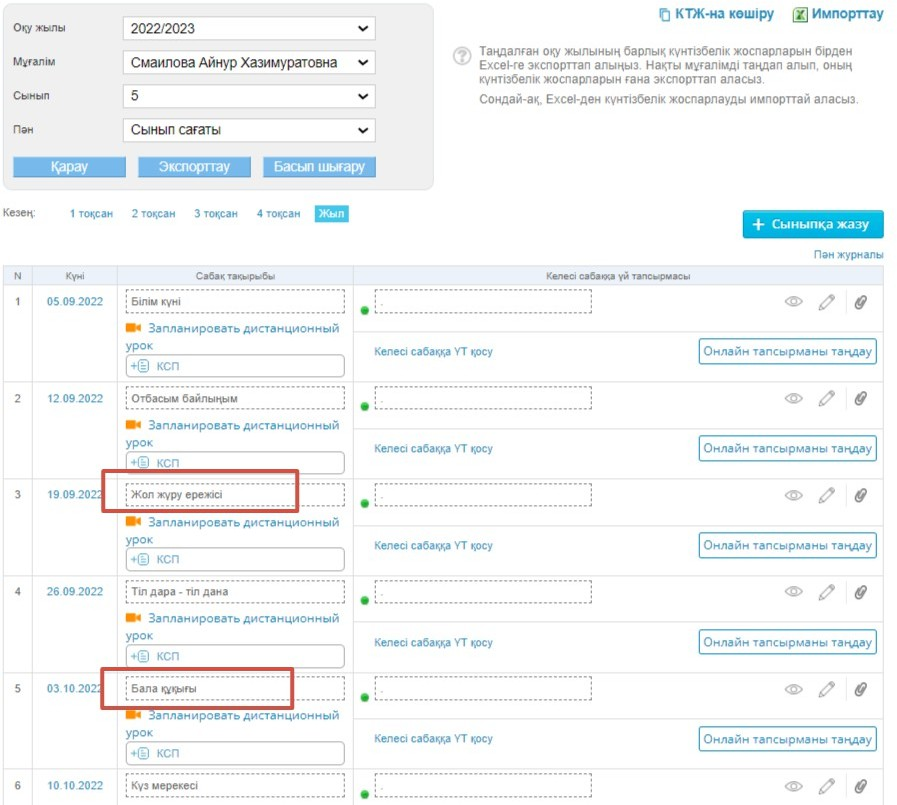 Оқу жылы 2022/2023
Мұғалім Смаилова Айнур Хазимуратовна
Сынып 5
Пән Сынып сағаты
Қарау Экспорттау Басып шығару
КТЖ-на көшіру Импорттау
Таңдалған оқу жылының барлық күнтізбелік жоспарларын бірден
Excel-ге экспорттап алыңыз. Нақты мұғалімді таңдап алып, оның
күнтізбелік жоспарларын ғана экспорттап аласыз.
Сондай-ақ, Excel-ден күнтізбелік жоспарлауды импорттай аласыз.
Кезең: 1 тоқсан 2 тоқсан 3 тоқсан 4 тоқсан Жыл
+ Сыныпқа жазу
Пән журналы
N Күні Сабақ тақырыбы Келесі сабаққа үй тапсырмасы
1 05.09.2022 Білім күні .
Запланировать дистанционный
урок
Келесі сабаққа ҮТ қосу Онлайн тапсырманы таңдау
+ КСП
2 12.09.2022 Отбасым байлыңым .
Запланировать дистанционный
урок
Келесі сабаққа ҮТ қосу Онлайн тапсырманы таңдау
+ КСП
3 19.09.2022 Жол жүру ережісі .
Запланировать дистанционный
урок
Келесі сабаққа ҮТ қосу Онлайн тапсырманы таңдау
+ КСП
4 26.09.2022 Тіл дара - тіл дана .
Запланировать дистанционный
урок
Келесі сабаққа ҮТ қосу Онлайн тапсырманы таңдау
+ КСП
5 03.10.2022 Бала құқығы .
Запланировать дистанционный
урок
Келесі сабаққа ҮТ қосу Онлайн тапсырманы таңдау
+ КСП
6 10.10.2022 Күз мерекесі .